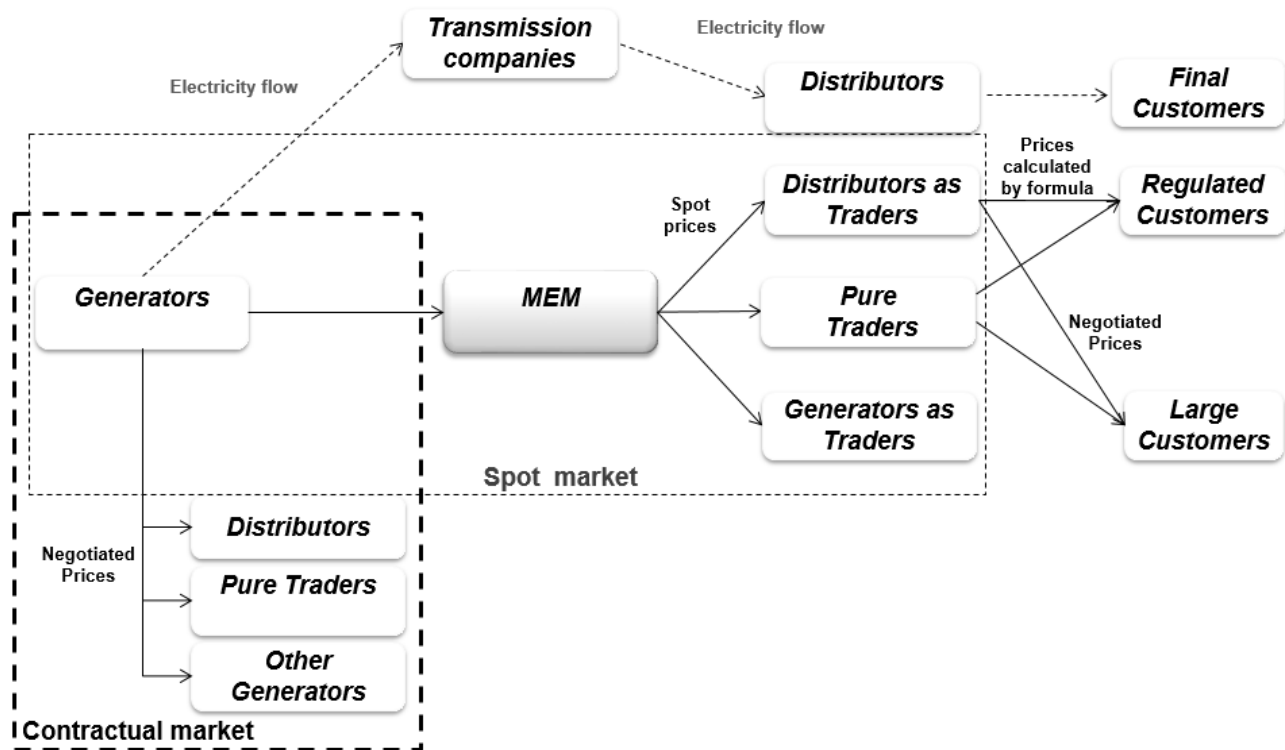 Transmission
companies
Electricity flow
Electricity flow
Distributors
Final
Customers
Prices
calculated
by formula
Distributors as
Traders
Regulated
Customers
Spot
prices
Generators
MEM
Pure
Traders
Negotiated
Prices
Generators as
Traders
Large
Customers
Spot market
Distributors
Negotiated
Prices
Pure Traders
Other
Generators
Contractual market